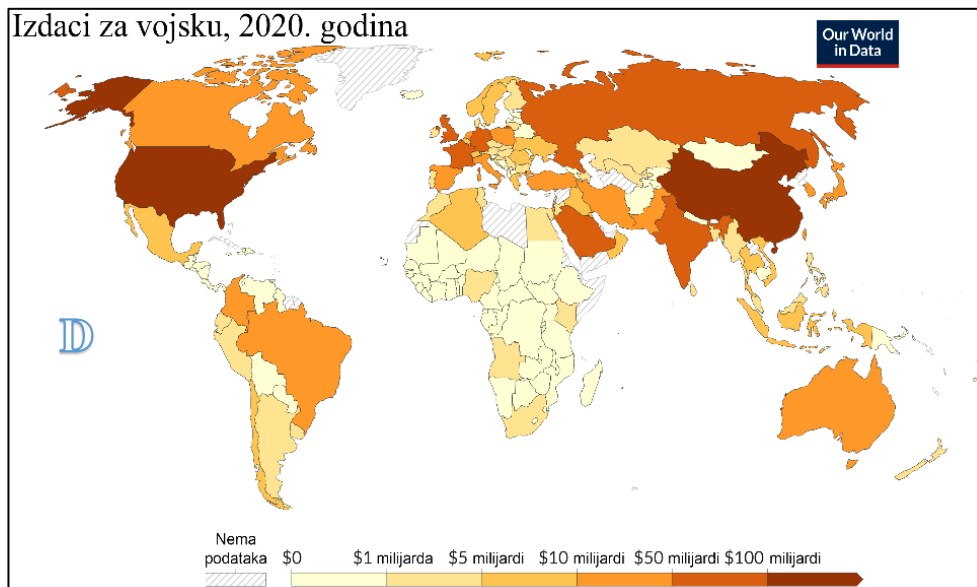 Izdaci za vojsku, 2020. godina
Our World
in Data
D
Nema
podataka
$0
$1 milijarda
$5 milijardi
$10 milijardi
$50 milijardi
$100 milijardi